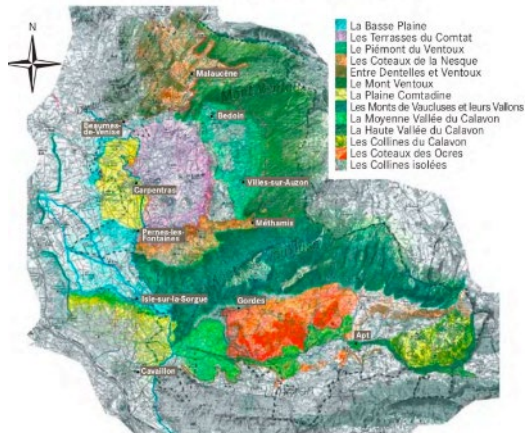 N
La Basse Plaine
Les Terrasses du Comtat
Le Piémont du Ventoux
Les Coteaux de la Nesque
Entre Dentelles et Ventoux
Le Mont Ventoux
La Plaine Comtadine
Les Monts de Vaucluses et leurs Vallons
La Moyenne Vallée du Calavon
La Haute Vallée du Calavon
Les Collines du Calavon
Les Coteaux des Ocres
Les Collines isolées
Malaucène
Bedoin
Beaumes-
de-Venise
Villes-sur-Auzon
Carpentras
Méthamis
Pernes-les-
Fontaines
Isle-sur-la-Sorgue
Gordes
Apt
Cavaillon